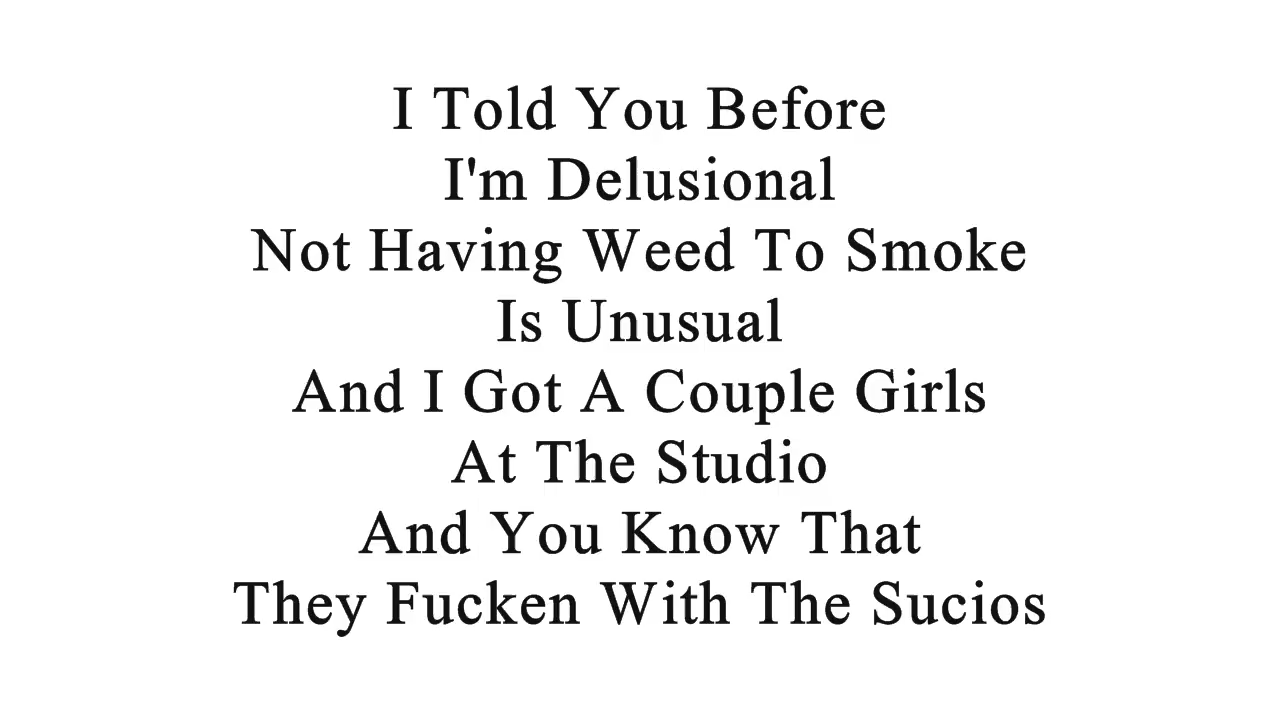 I Told You Before
I'm Delusional
Not Having Weed To Smoke
Is Unusual
And I Got A Couple Girls
At The Studio
And You Know That
They Fucken With The Sucios